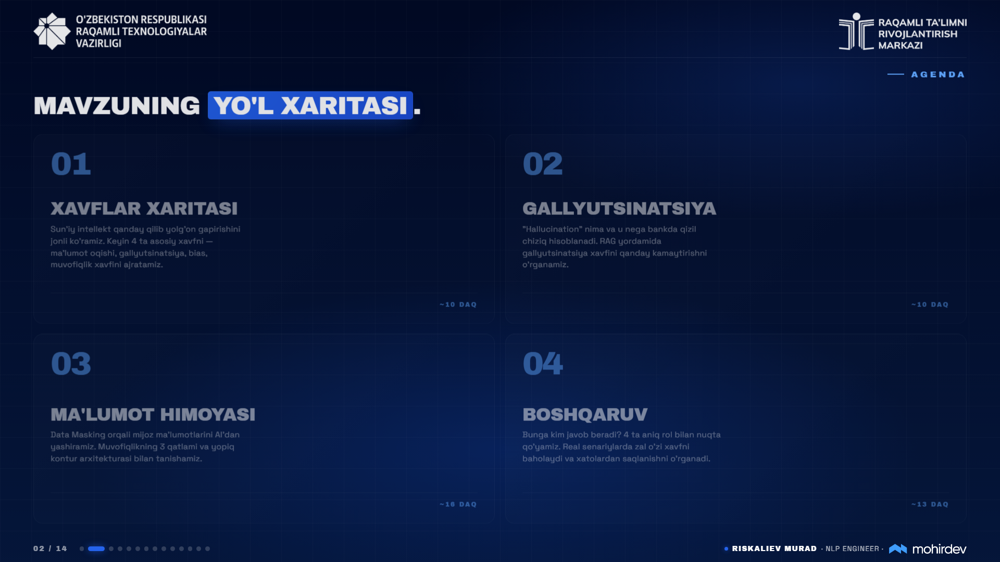 O'ZBEKISTON RESPUBLIKASI
RAQAMLI TEXNOLOGIYALAR
VAZIRLIGI
RAQAMLI TA'LIMNI
RIVOJLANTIRISH
MARKAZI
AGENDA
MAVZUNING YO'L XARITASI.
01
XAVFLAR XARITASI
Sun'iy intellekt qanday qilib yolg'on gapirishini
jonli ko'ramiz. Keyin 4 ta asosiy xavfni —
ma'lumot oqishi, gallyutsinatsiya, bias,
muvofiqlik xavfini ajratamiz.
~10 DAQ
02
GALLYUTSINATSIYA
"Hallucination" nima va u nega bankda qizil
chiziq hisoblanadi. RAG yordamida
gallyutsinatsiya xavfini qanday kamaytirishni
o'rganamiz.
~10 DAQ
03
MA'LUMOT HIMOYASI
Data Masking orqali mijoz ma'lumotlarini AI'dan
yashiramiz. Muvofiqlikning 3 qatlami va yopiq
kontur arxitekturasi bilan tanishamiz.
~16 DAQ
04
BOSHQARUV
Bunga kim javob beradi? 4 ta aniq rol bilan nuqta
qo'yamiz. Real senariylarda zal o'zi xavfni
baholaydi va xatolardan saqlanishni o'rganadi.
~13 DAQ
02 / 14
RISKALIEV MURAD · NLP ENGINEER ·
mohirdev